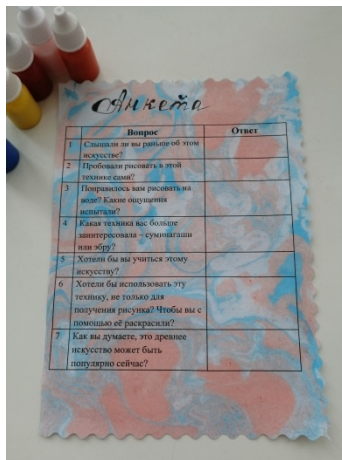 Анкета
Вопрос Ответ
1 Слышали ли вы раньше об этом
искусстве?
2 Пробовали рисовать в этой
технике сами?
3 Понравилось вам рисовать на
воде? Какие ощущения
испытали?
4 Какая техника вас больше
заинтересовала – суминагаши
или эбру?
5 Хотели бы вы учиться этому
искусству?
6 Хотели бы использовать эту
технику, не только для
получения рисунка? Чтобы вы с
помощью её раскрасили?
7 Как вы думаете, это древнее
искусство может быть
популярно сейчас?